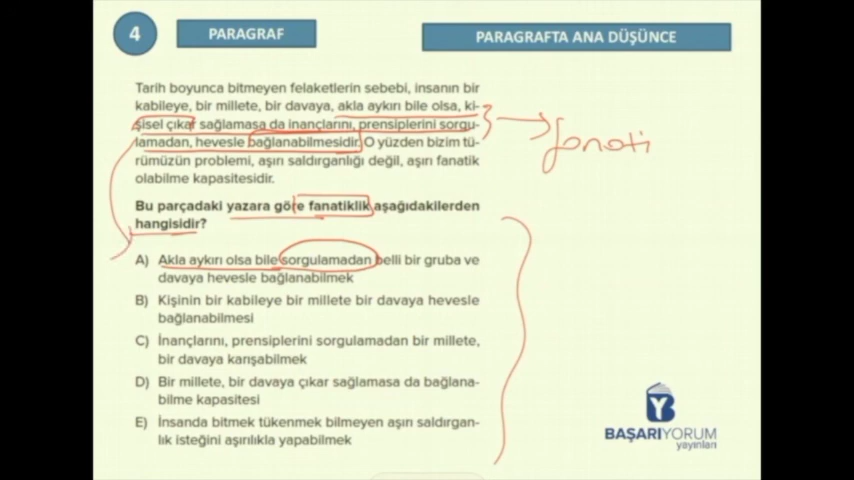 4
PARAGRAF
PARAGRAFTA ANA DÜŞÜNCE
Tarih boyunca bitmeyen felaketlerin sebebi, insanın bir
kabileye, bir millete, bir davaya, akla aykırı bile olsa, ki-
şisel çıkar sağlamasa da inançlarını, prensiplerini sorgu-
lamadan, hevesle bağlanabilmesidir. O yüzden bizim tü-
rümüzün problemi, aşırı saldırganlığı değil, aşırı fanatik
olabilme kapasitesidir.
fanati
Bu parçadaki yazara göre fanatiklik aşağıdakilerden
hangisidir?
A) Akla aykırı olsa bile sorgulamadan belli bir gruba ve
davaya hevesle bağlanabilmek
B) Kişinin bir kabileye bir millete bir davaya hevesle
bağlanabilmesi
C) İnançlarını, prensiplerini sorgulamadan bir millete,
bir davaya karışabilmek
D) Bir millete, bir davaya çıkar sağlamasa da bağlana-
bilme kapasitesi
E) İnsanda bitmek tükenmek bilmeyen aşırı saldırgan-
lık isteğini aşırılıkla yapabilmek
BAŞARIYORUM
yayınları